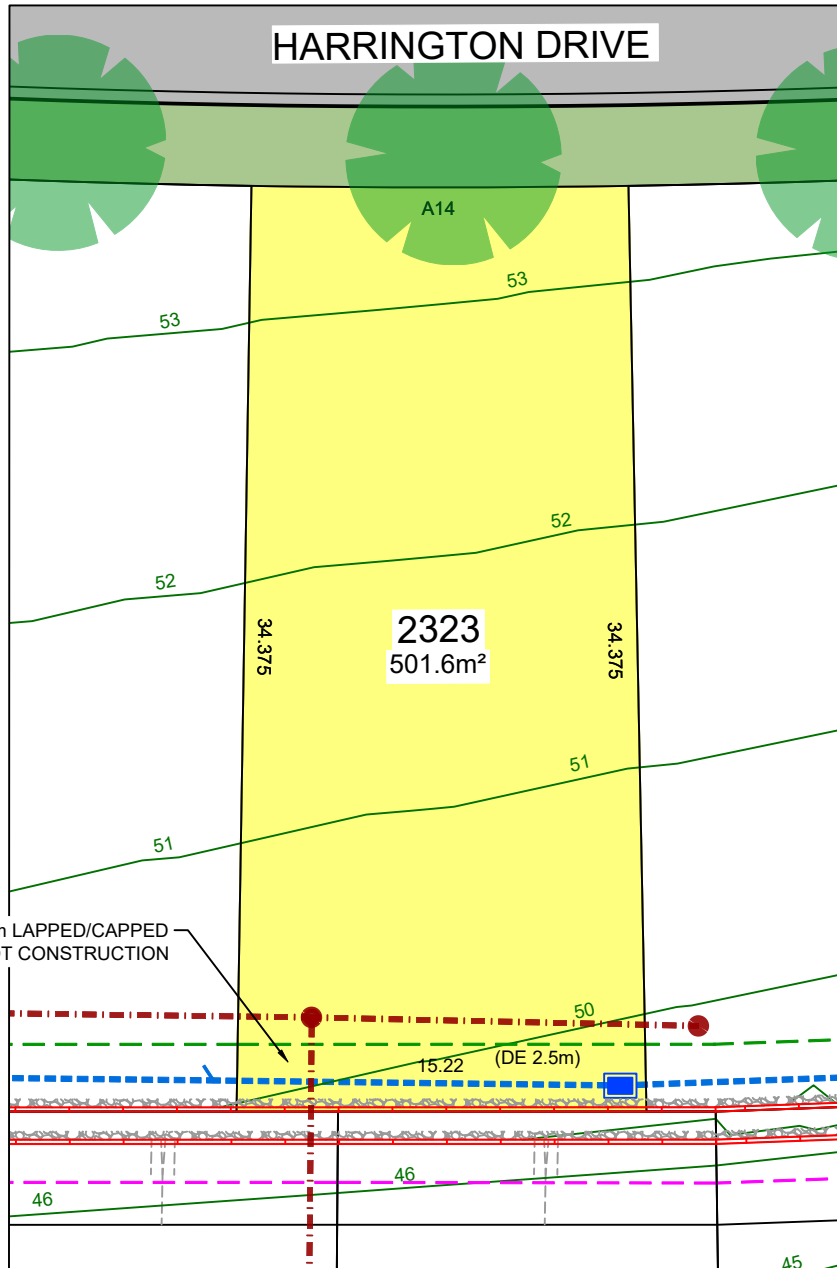 HARRINGTON DRIVE
A14
53
53
52
52
2323
501.6m²
34.375
34.375
51
51
LAPPED/CAPPED
CONSTRUCTION
50
15.22
(DE 2.5m)
46
46
45